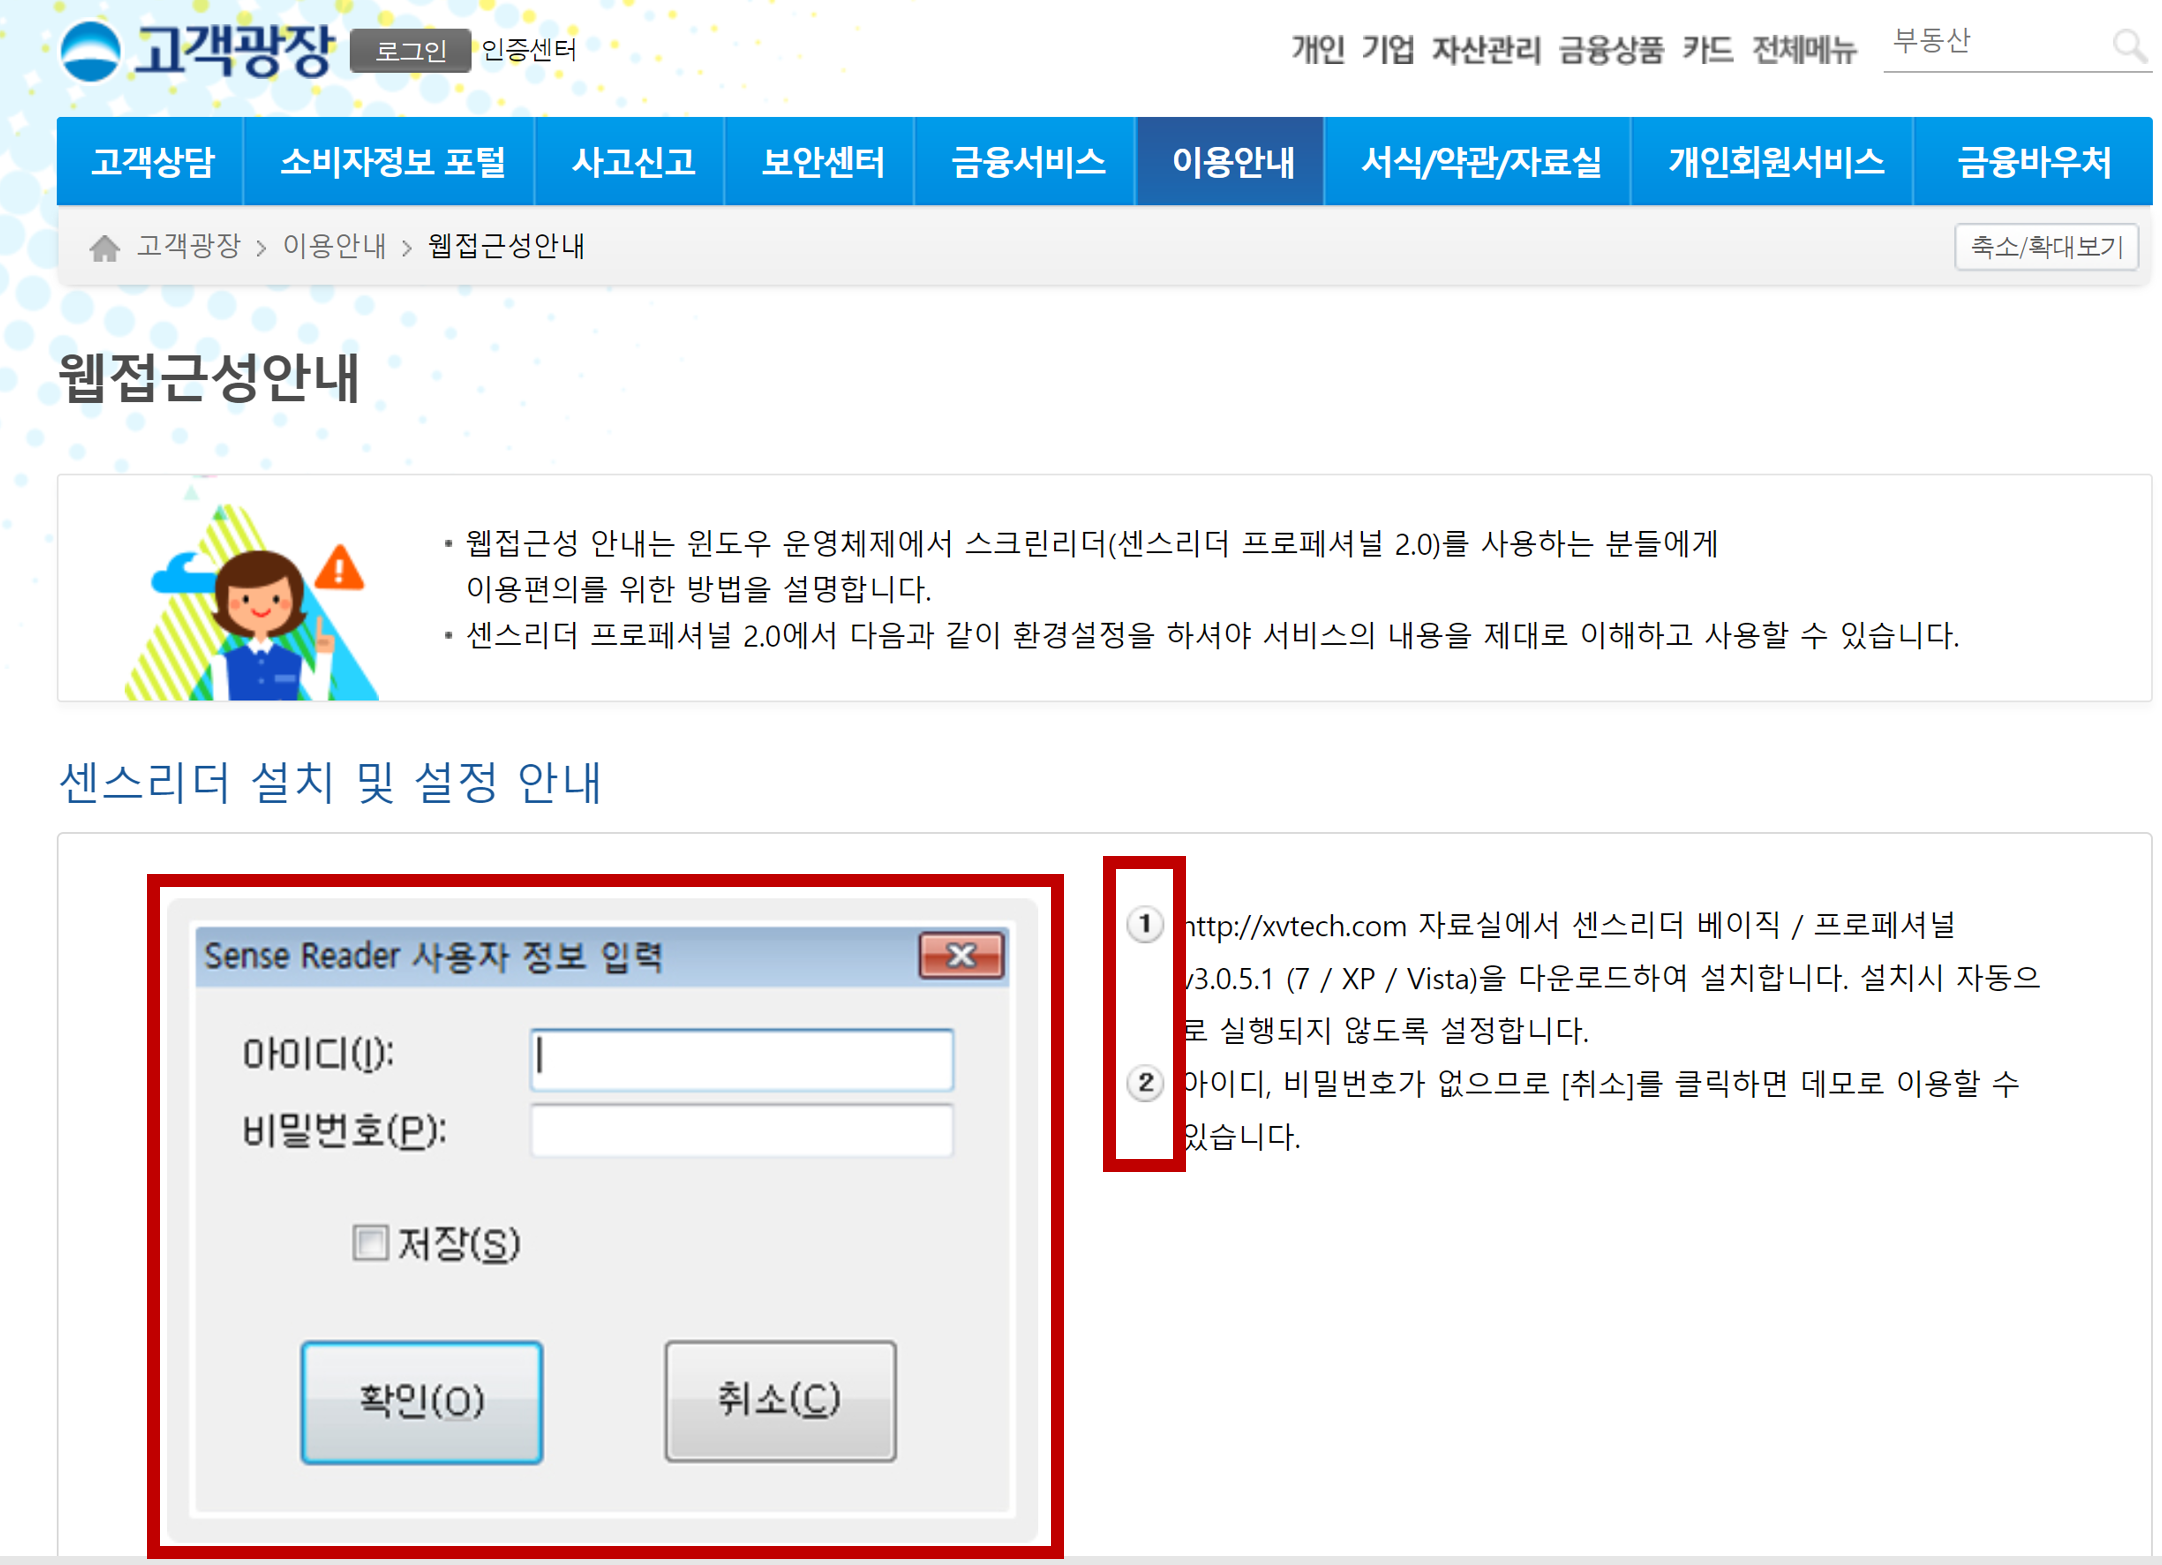 고객광장 로그인 인증센터 개인 기업 자산관리 금융상품 카드 전체메뉴 부동산
고객상담 소비자정보 포털 사고신고 보안센터 금융서비스 이용안내 서식/약관/자료실 개인회원서비스 금융바우처
고객광장 > 이용안내 > 웹접근성안내 축소/확대보기
웹접근성안내
웹접근성 안내는 윈도우 운영체제에서 스크린리더(센스리더 프로페셔널 2.0)를 사용하는 분들에게
이용편의를 위한 방법을 설명합니다.
센스리더 프로페셔널 2.0에서 다음과 같이 환경설정을 하셔야 서비스의 내용을 제대로 이해하고 사용할 수 있습니다.
센스리더 설치 및 설정 안내
Sense Reader 사용자 정보 입력
아이디(I):
비밀번호(P):
저장(S)
확인(O) 취소(C)
1 http://xvtech.com 자료실에서 센스리더 베이직 / 프로페셔널
v3.0.5.1 (7 / XP / Vista)을 다운로드하여 설치합니다. 설치시 자동으
로 실행되지 않도록 설정합니다.
2 아이디, 비밀번호가 없으므로 [취소]를 클릭하면 데모로 이용할 수
있습니다.